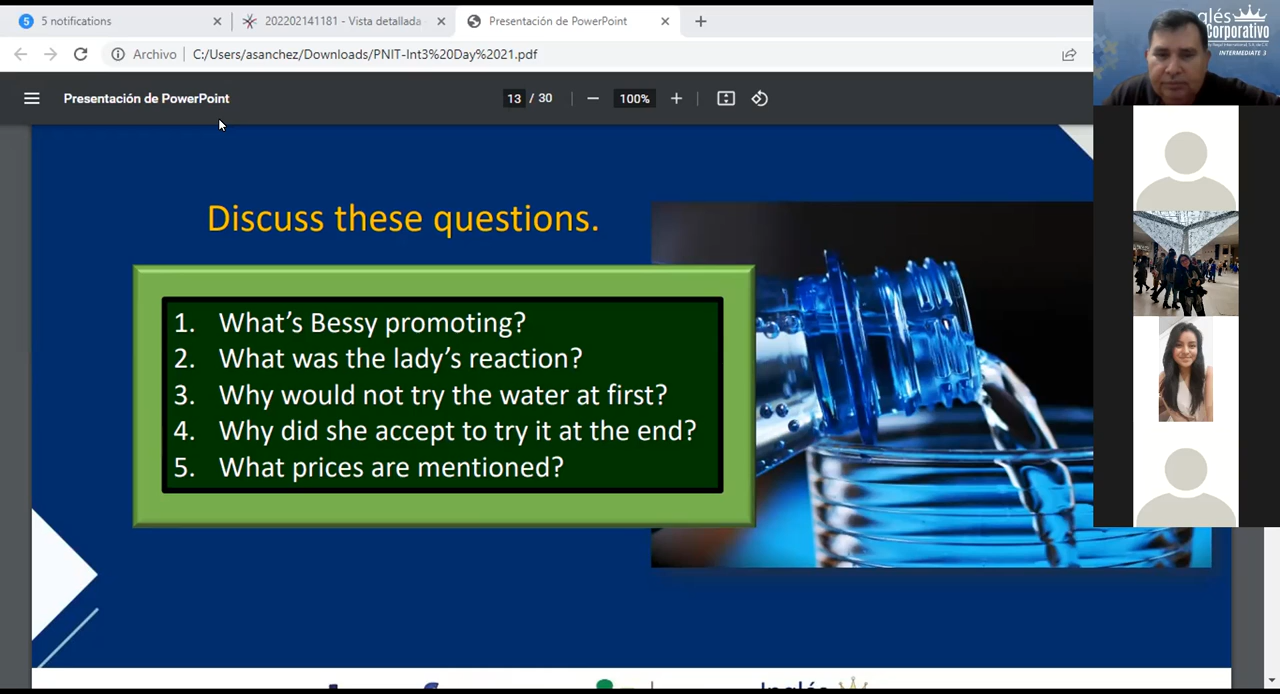 5 notifications
202202141181 - Vista detallada
Presentación de PowerPoint
Archivo
C:/Users/asanchez/Downloads/PNIT-Int3%20Day%2021.pdf
Presentación de PowerPoint
13 / 30
100%
glés
Corporativo
INTERMEDIATE 3
Discuss these questions.
1. What's Bessy promoting?
2. What was the lady's reaction?
3. Why would not try the water at first?
4. Why did she accept to try it at the end?
5. What prices are mentioned?
Inglés